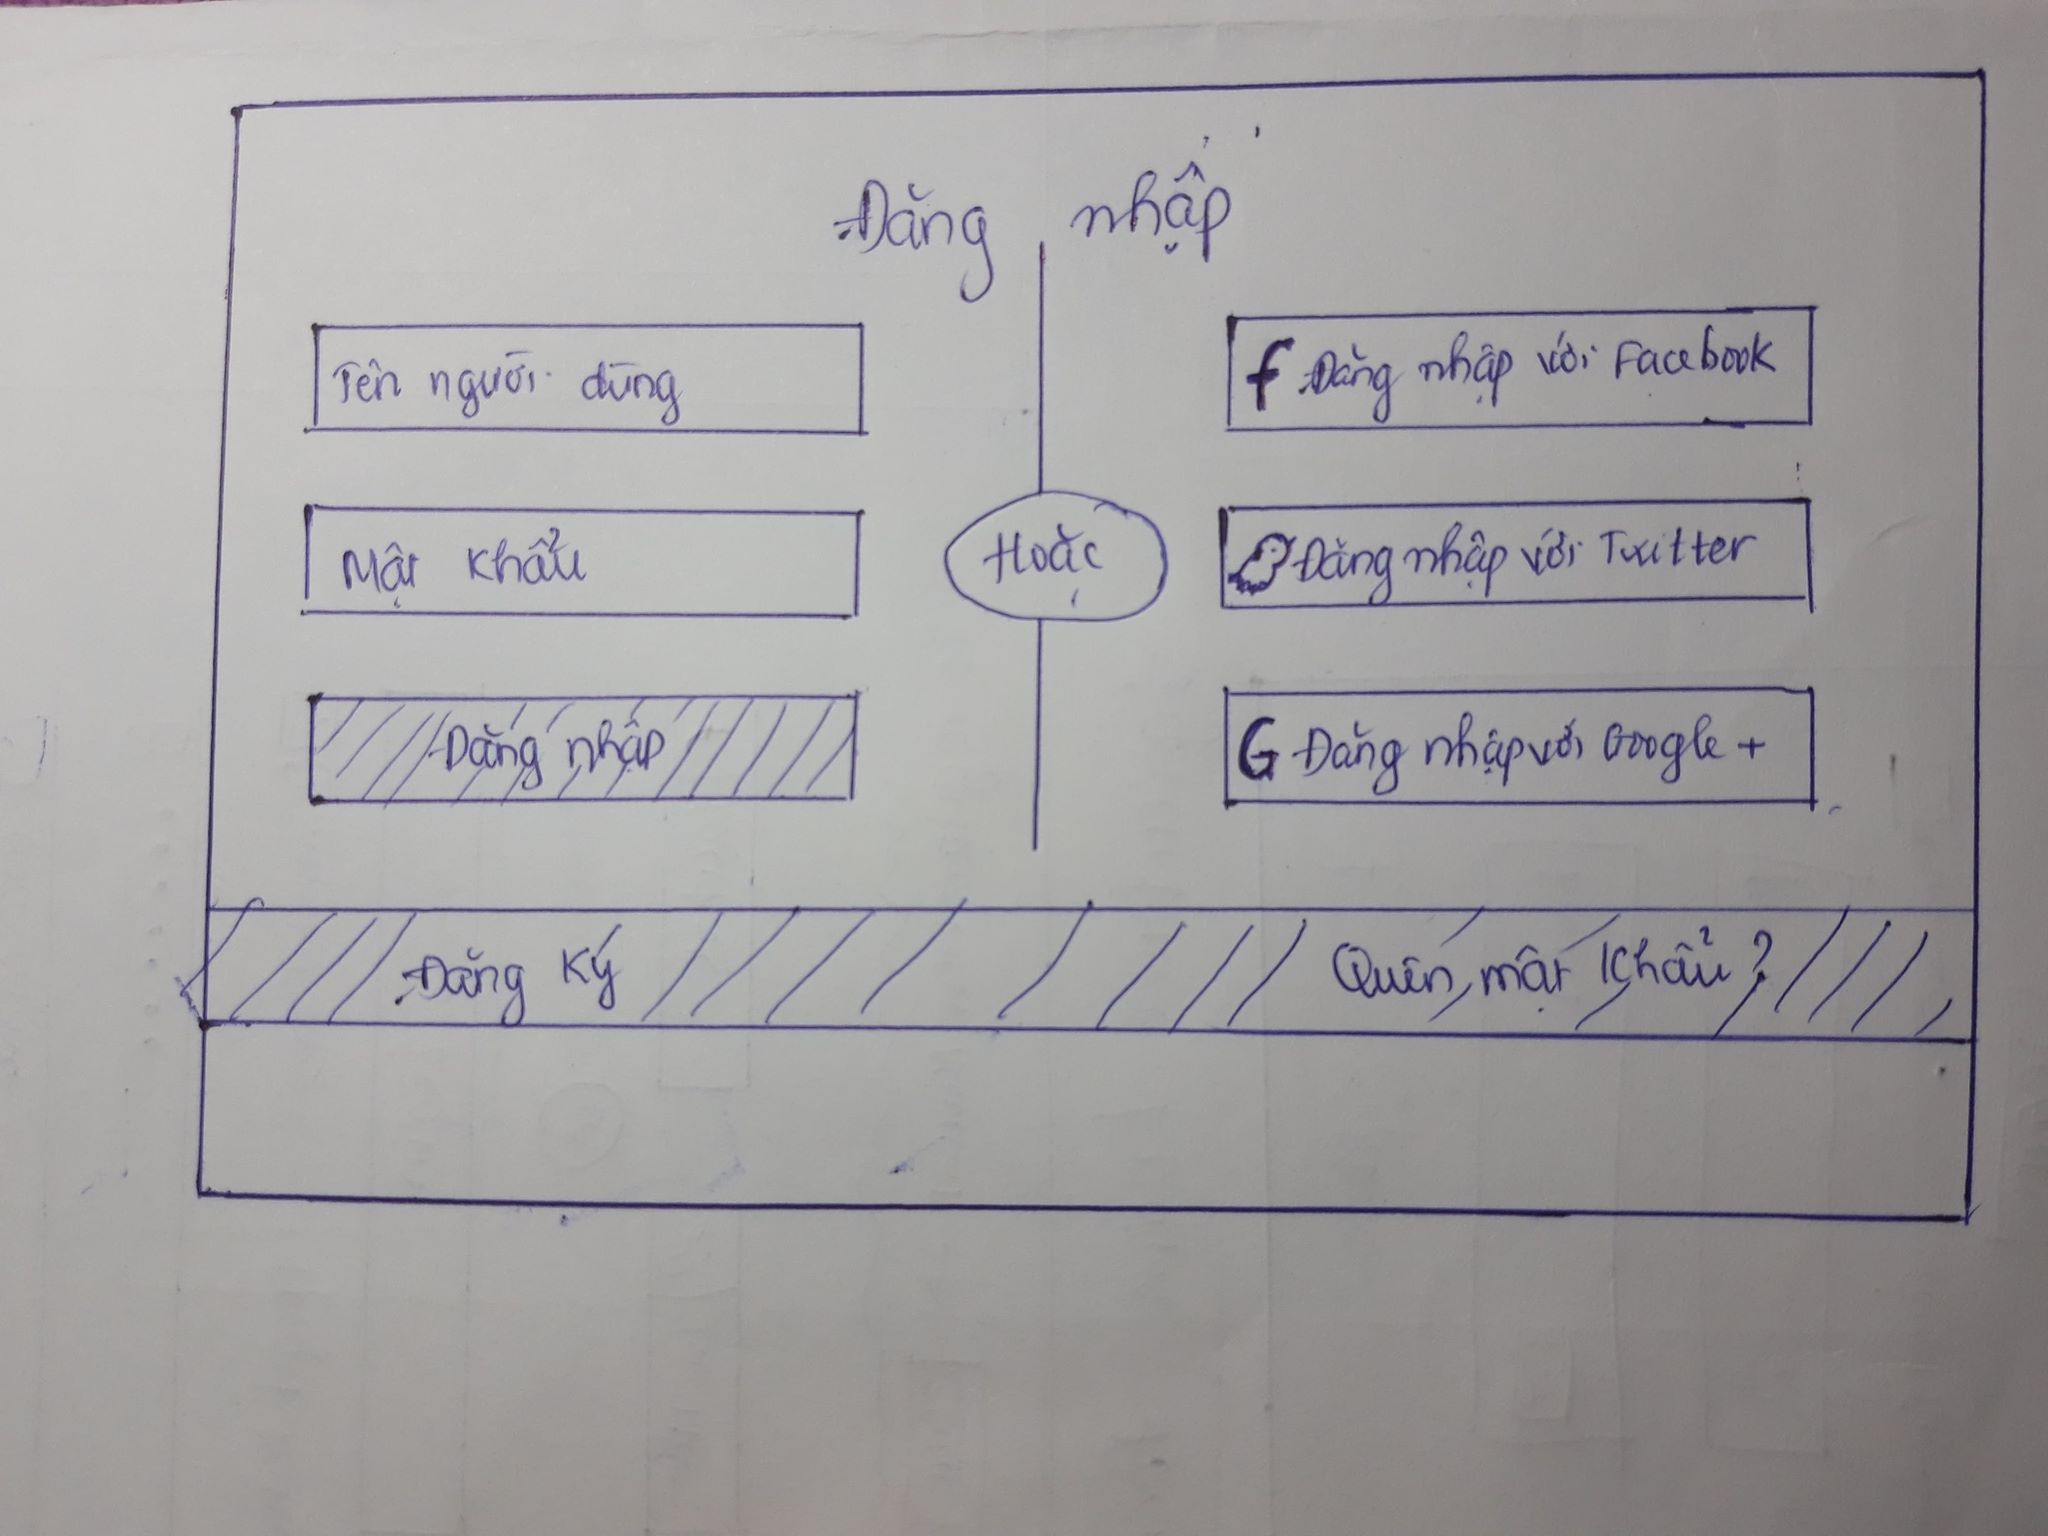 Đăng nhập
Tên người dùng
Mật khẩu
Đăng nhập
Hoặc
f Đăng nhập với Facebook
Đăng nhập với Twitter
G Đăng nhập với Google +
Đăng ký
Quên mật khẩu?